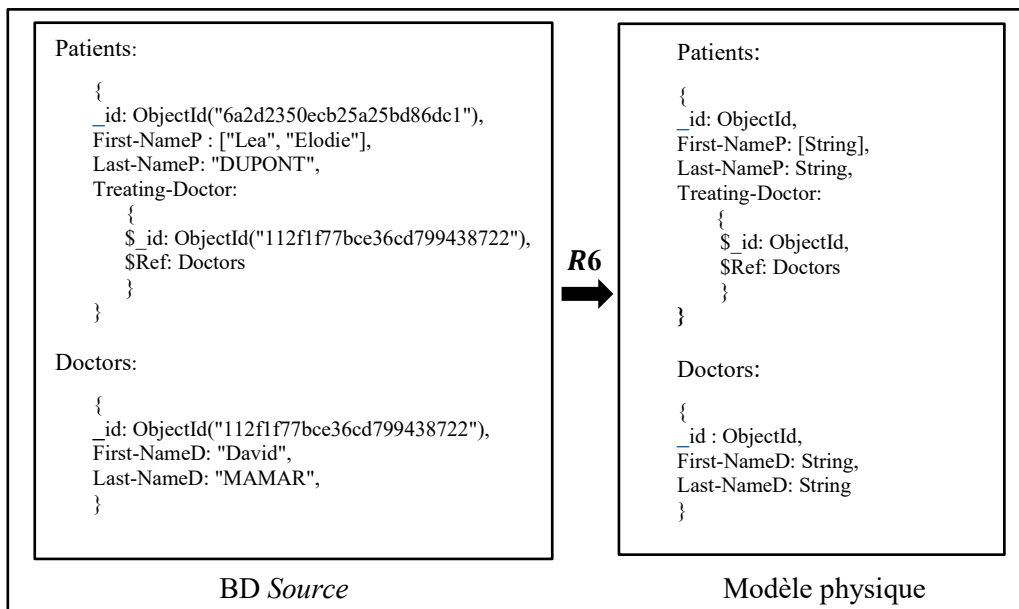 Patients:
{
_id: ObjectId("6a2d2350ecb25a25bd86dc1"),
First-NameP : ["Lea", "Elodie"],
Last-NameP: "DUPONT",
Treating-Doctor:
{
$_id: ObjectId("112f1f77bce36cd799438722"),
$Ref: Doctors
}
}
Doctors:
{
_id: ObjectId("112f1f77bce36cd799438722"),
First-NameD: "David",
Last-NameD: "MAMAR",
}
BD Source
R6
Patients:
{
_id: ObjectId,
First-NameP: [String],
Last-NameP: String,
Treating-Doctor:
{
$_id: ObjectId,
$Ref: Doctors
}
}
Doctors:
{
_id : ObjectId,
First-NameD: String,
Last-NameD: String
}
Modèle physique